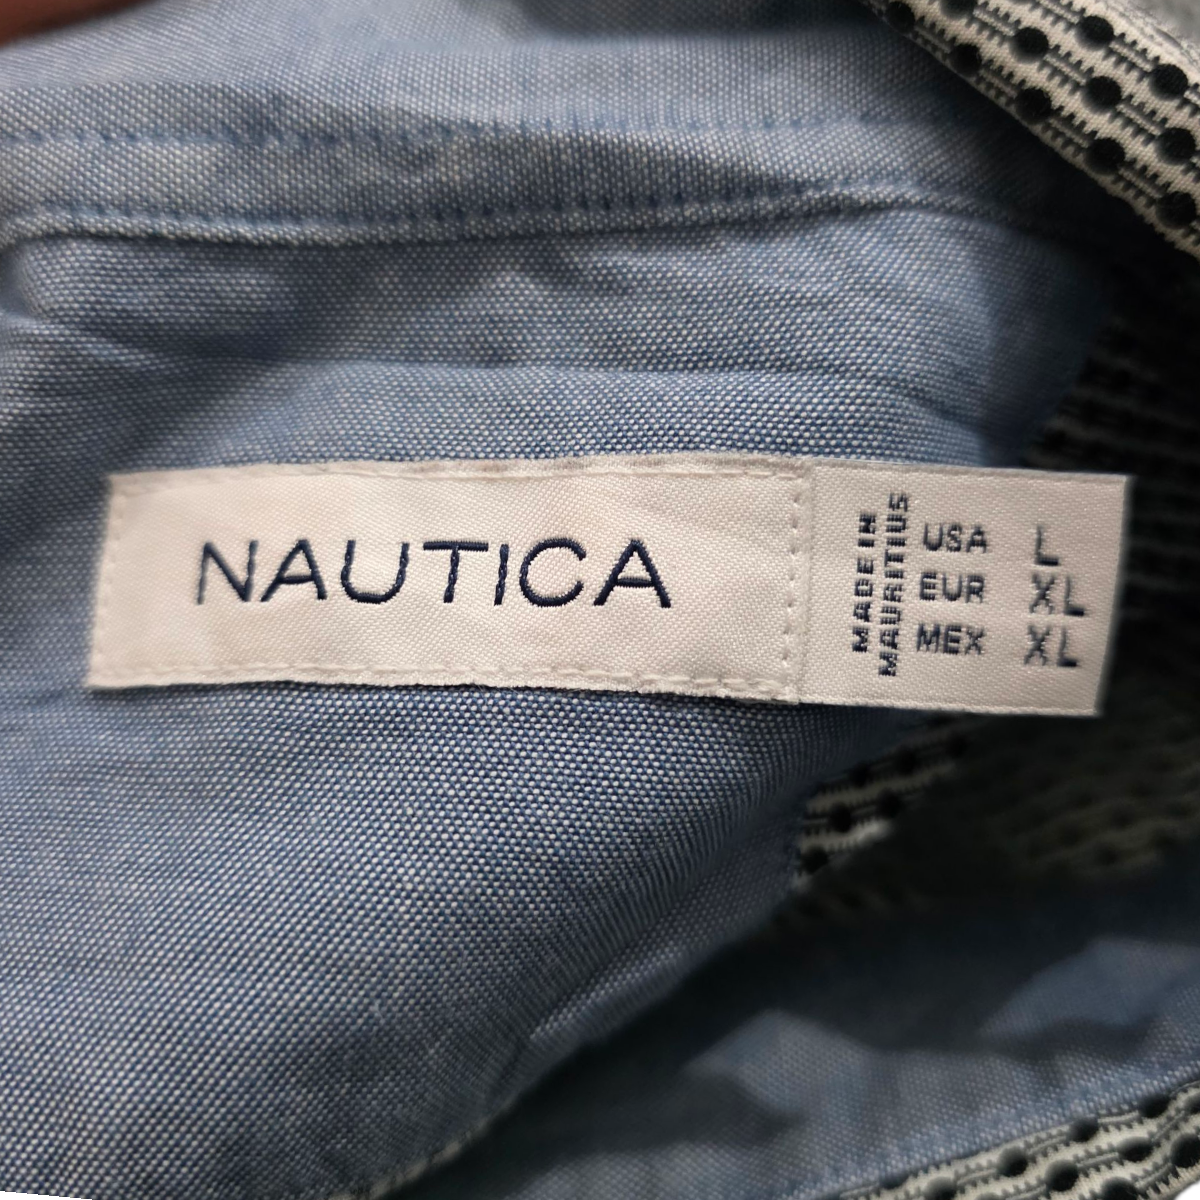 NAUTICA
MADE IN
MAURITIUS
USA L
EUR XL
MEX XL